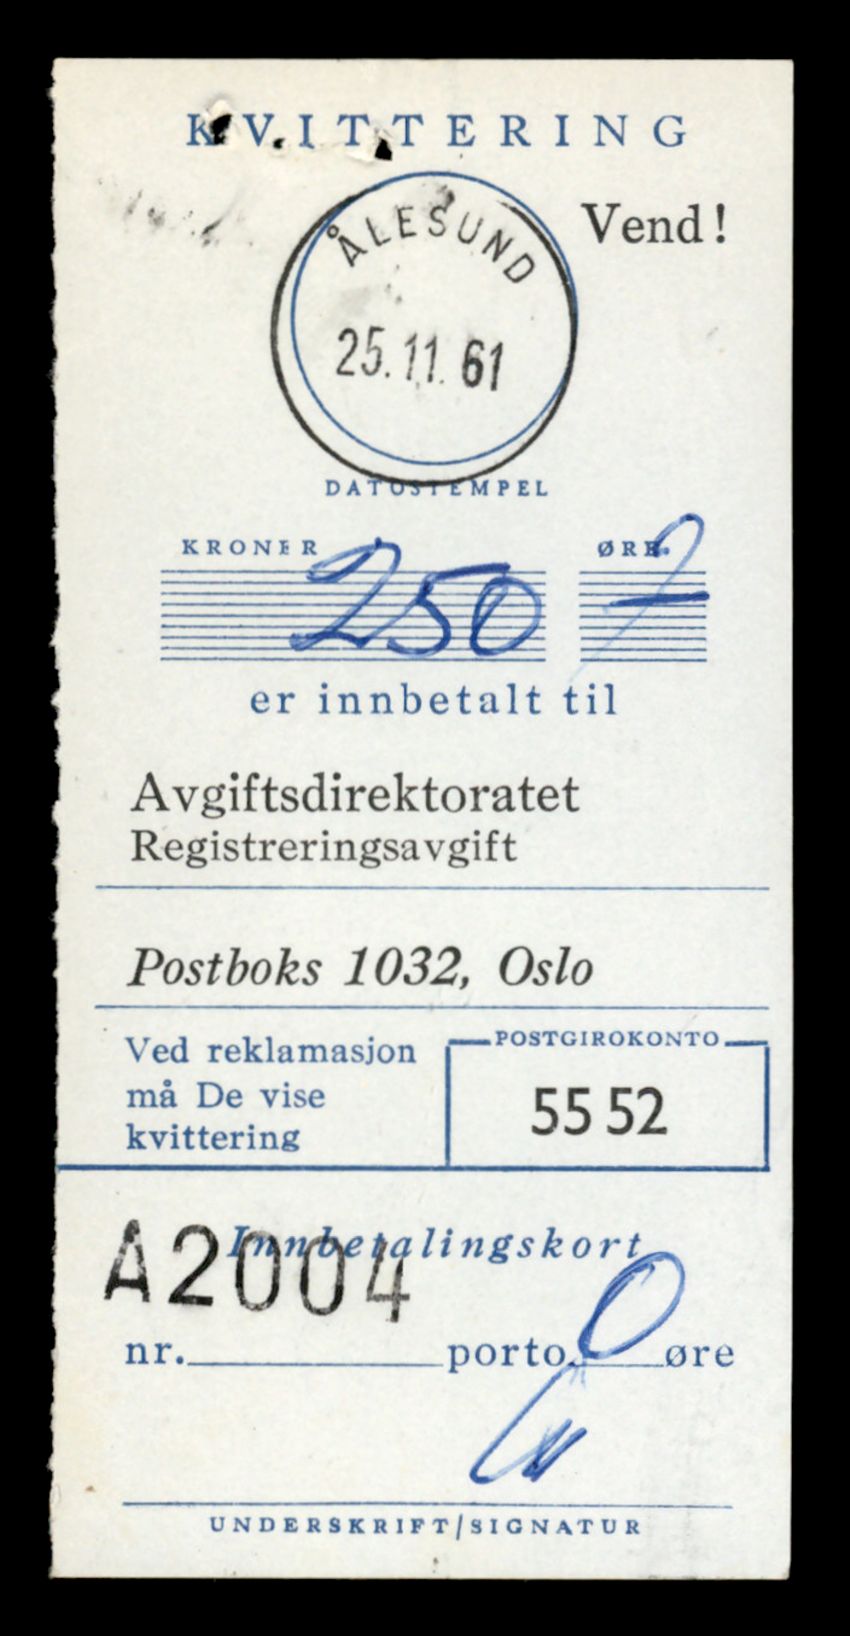 KVITTERING
Vend!
ÅLESUND
25.11.61
DATOSTEMPEL
KRONER ØRE
250
er innbetalt til
Avgiftsdirektoratet
Registreringsavgift
Postboks 1032, Oslo
Ved reklamasjon
må De vise
kvittering
POSTGIROKONTO
55 52
Innbetalingskort
A2004
nr. porto 0 øre
UNDERSKRIFT/SIGNATUR